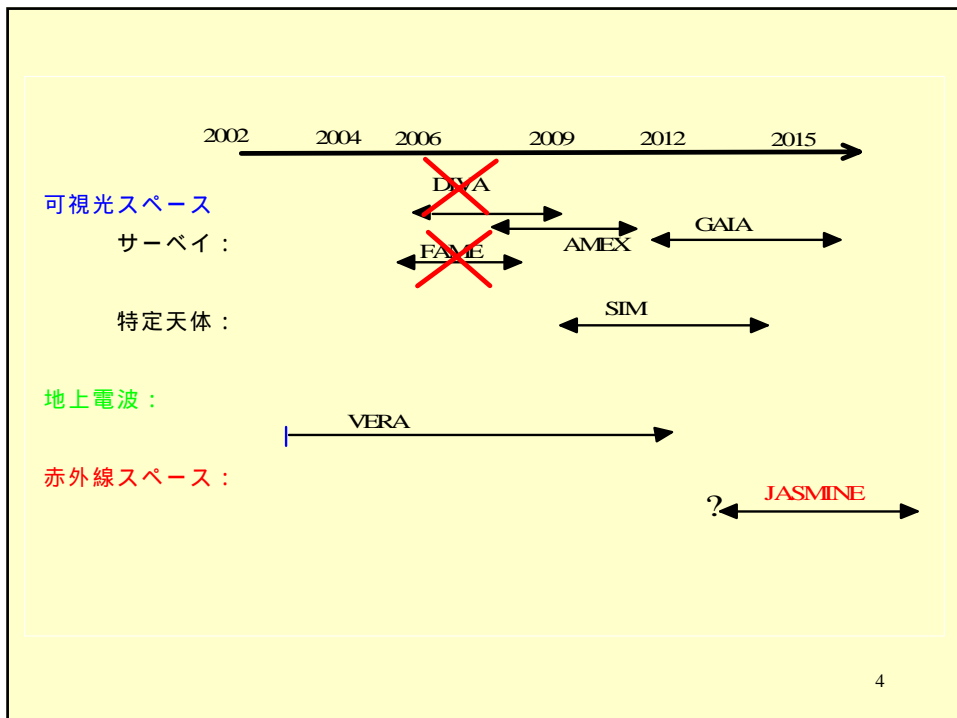 2002 2004 2006 2009 2012 2015
DIVA
可視光スペース
GAIA
サーベイ：
AMEX
FAME
SIM
特定天体：
地上電波：
VERA
赤外線スペース：
JASMINE
?
4